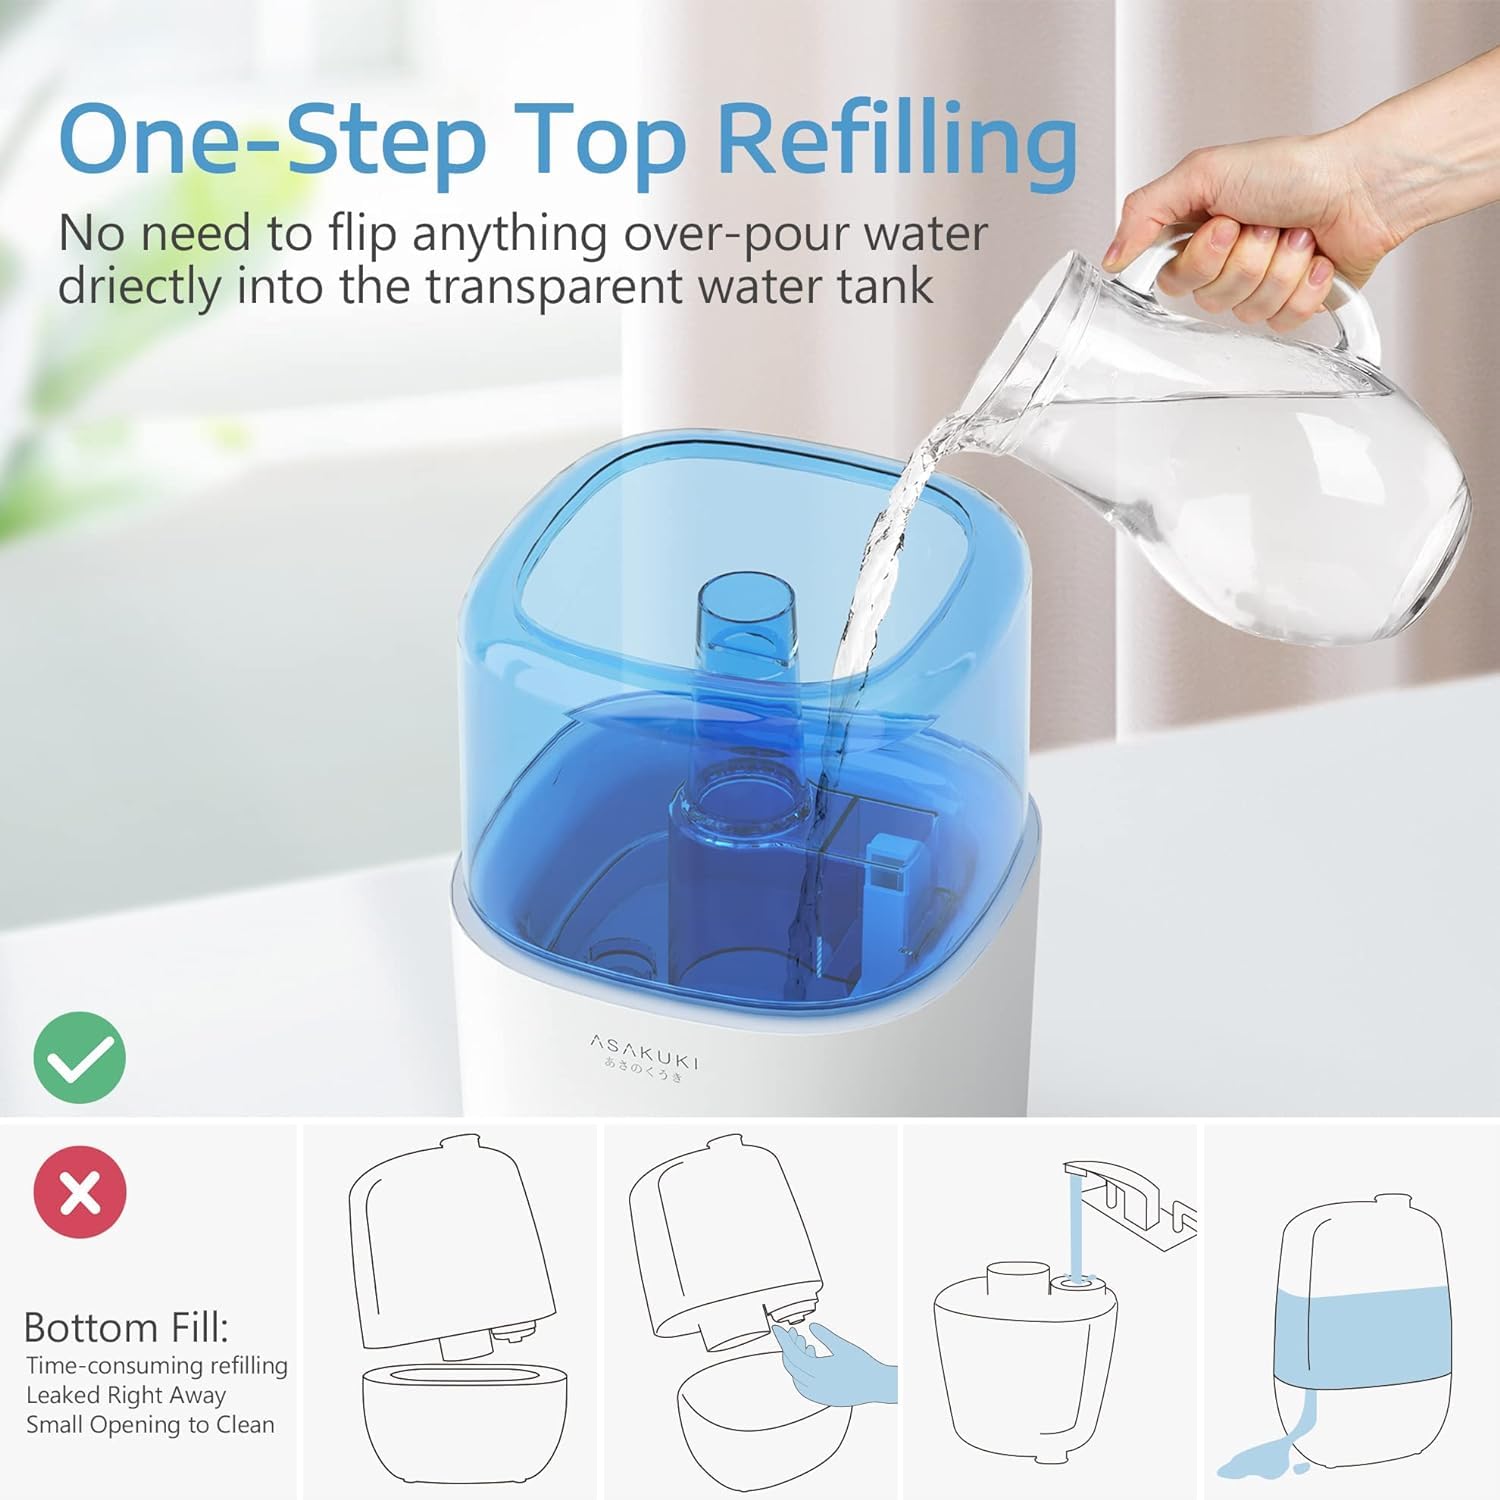 One-Step Top Refilling
No need to flip anything over-pour water
driectly into the transparent water tank
ASAKUKI
あさのくうき
Bottom Fill:
Time-consuming refilling
Leaked Right Away
Small Opening to Clean